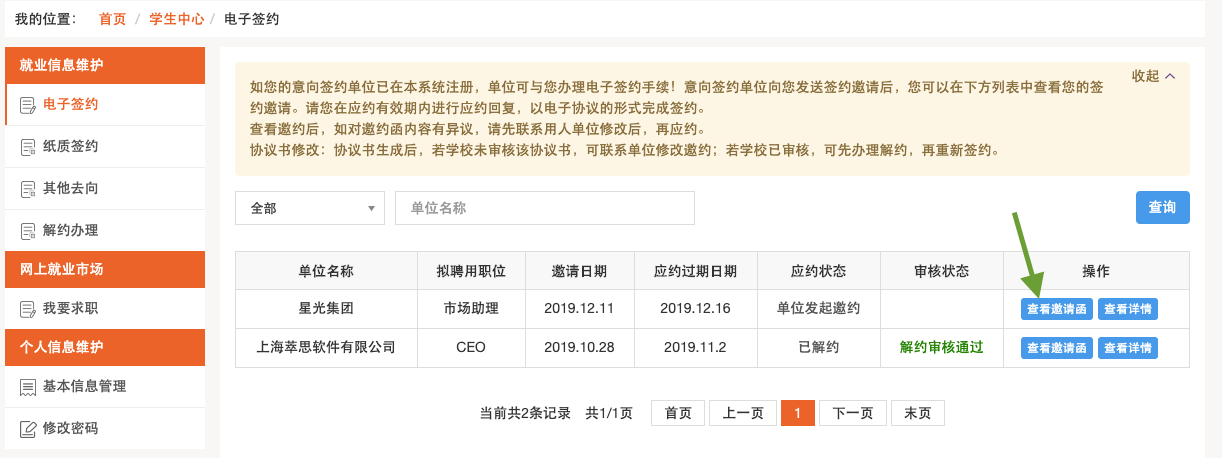 我的位置： 首页 / 学生中心 / 电子签约
就业信息维护
电子签约
纸质签约
其他去向
解约办理
网上就业市场
我要求职
个人信息维护
基本信息管理
修改密码
收起
如您的意向签约单位已在本系统注册，单位可与您办理电子签约手续！意向签约单位向您发送签约邀请后，您可以在下方列表中查看您的签
约邀请。请您在应约有效期内进行应约回复，以电子协议的形式完成签约。
查看邀约后，如对邀约函内容有异议，请先联系用人单位修改后，再应约。
协议书修改：协议书生成后，若学校未审核该协议书，可联系单位修改邀约；若学校已审核，可先办理解约，再重新签约。
全部 单位名称 查询
单位名称 拟聘用职位 邀请日期 应约过期日期 应约状态 审核状态 操作
星光集团 市场助理 2019.12.11 2019.12.16 单位发起邀约 查看邀请函 查看详情
上海萃思软件有限公司 CEO 2019.10.28 2019.11.2 已解约 解约审核通过 查看邀请函 查看详情
当前共2条记录 共1/1页 首页 上一页 1 下一页 末页